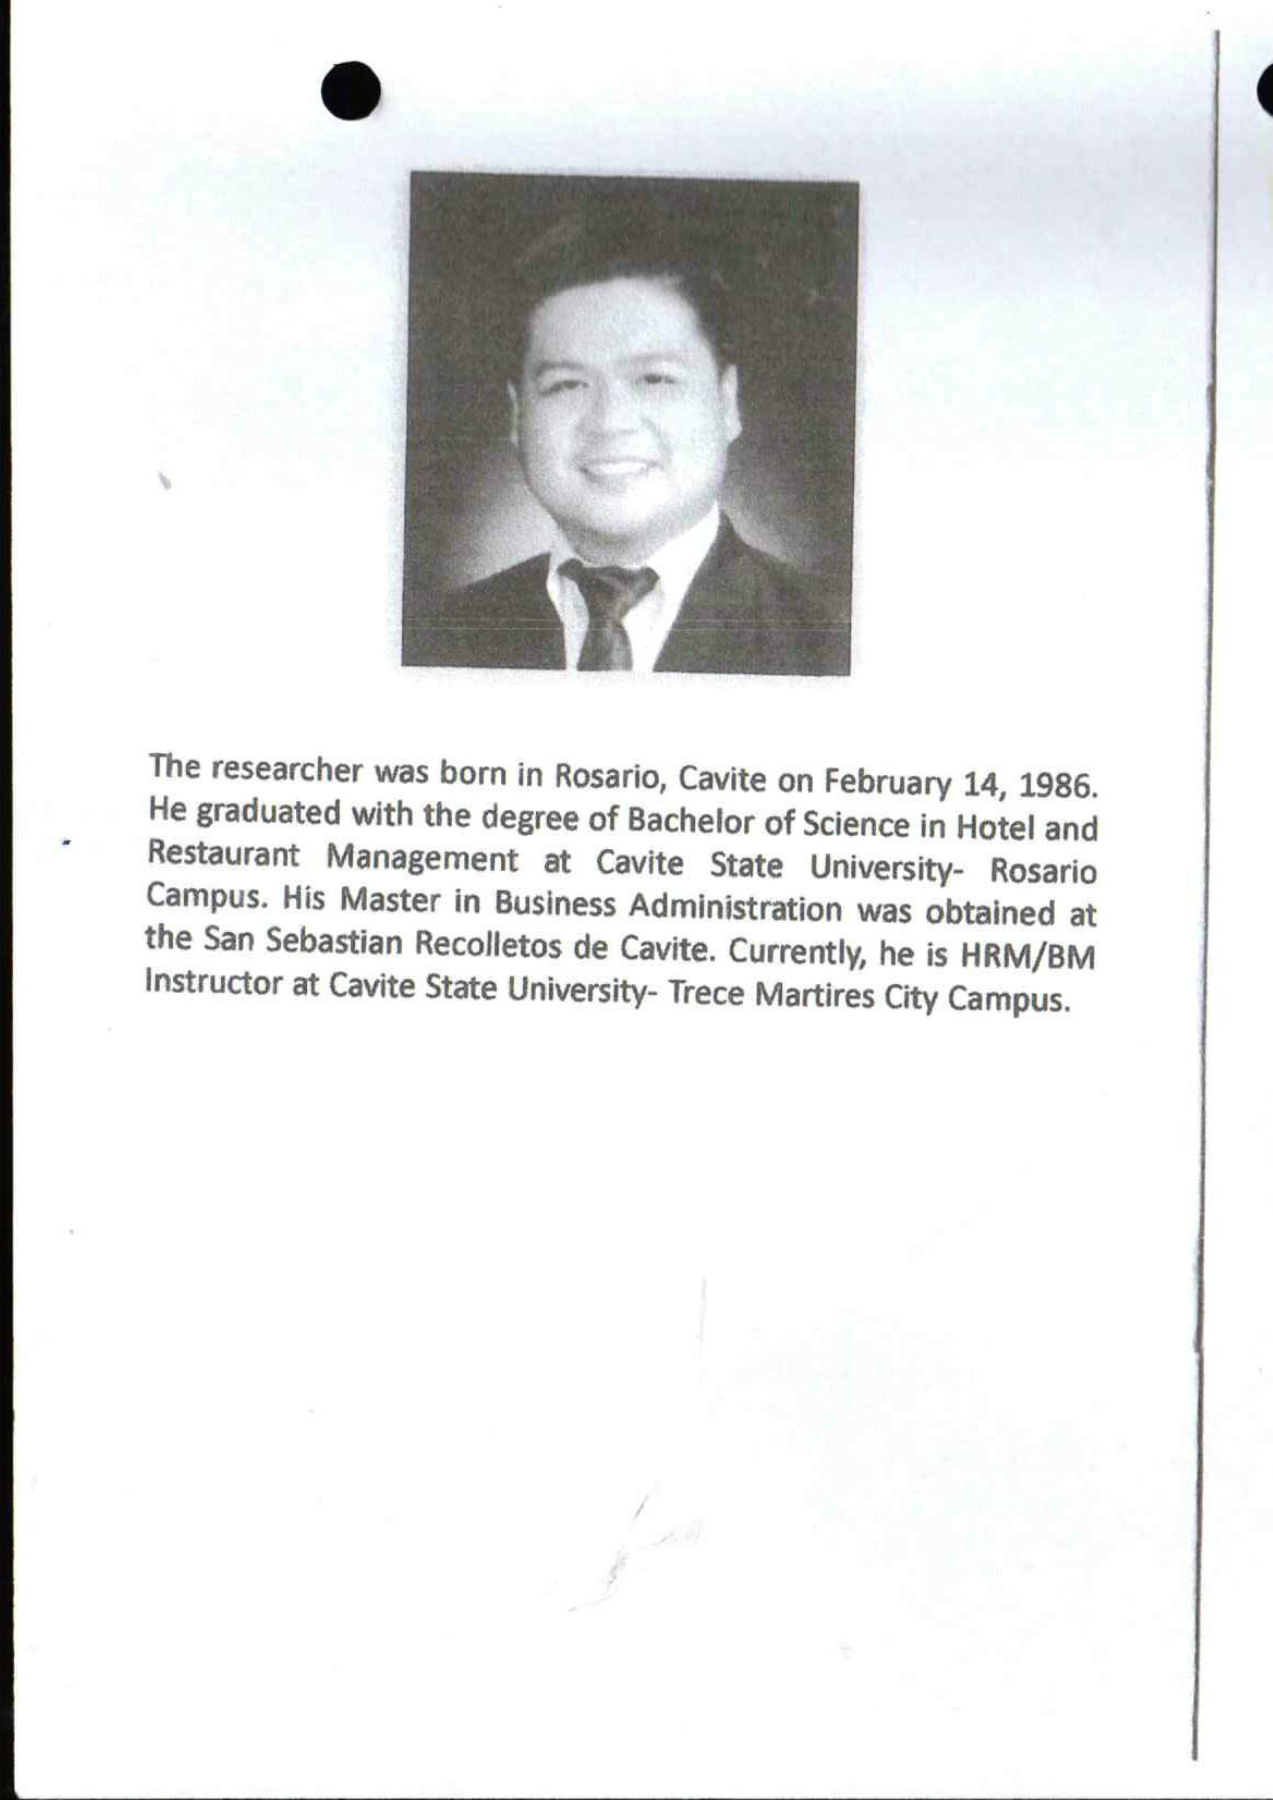 The researcher was born in Rosario, Cavite on February 14, 1986.
He graduated with the degree of Bachelor of Science in Hotel and
Restaurant Management at Cavite State University- Rosario
Campus. His Master in Business Administration was obtained at
the San Sebastian Recolletos de Cavite. Currently, he is HRM/BM
Instructor at Cavite State University- Trece Martires City Campus.